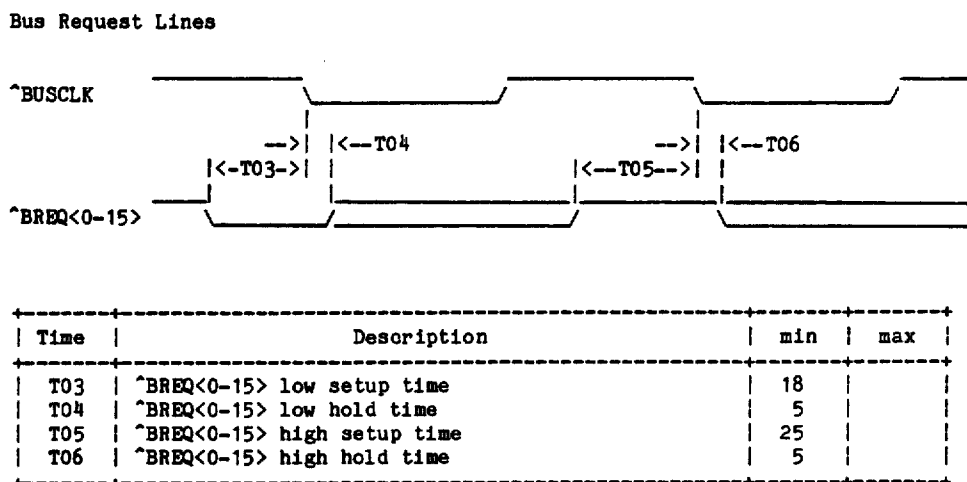 Bus Request Lines
^BUSCLK
-->| |<--T04 -->| |<--T06
|<-T03->| |<--T05-->|
^BREQ<0-15>
| Time | Description | min | max |
| T03 | ^BREQ<0-15> low setup time | 18 | |
| T04 | ^BREQ<0-15> low hold time | 5 | |
| T05 | ^BREQ<0-15> high setup time | 25 | |
| T06 | ^BREQ<0-15> high hold time | 5 | |